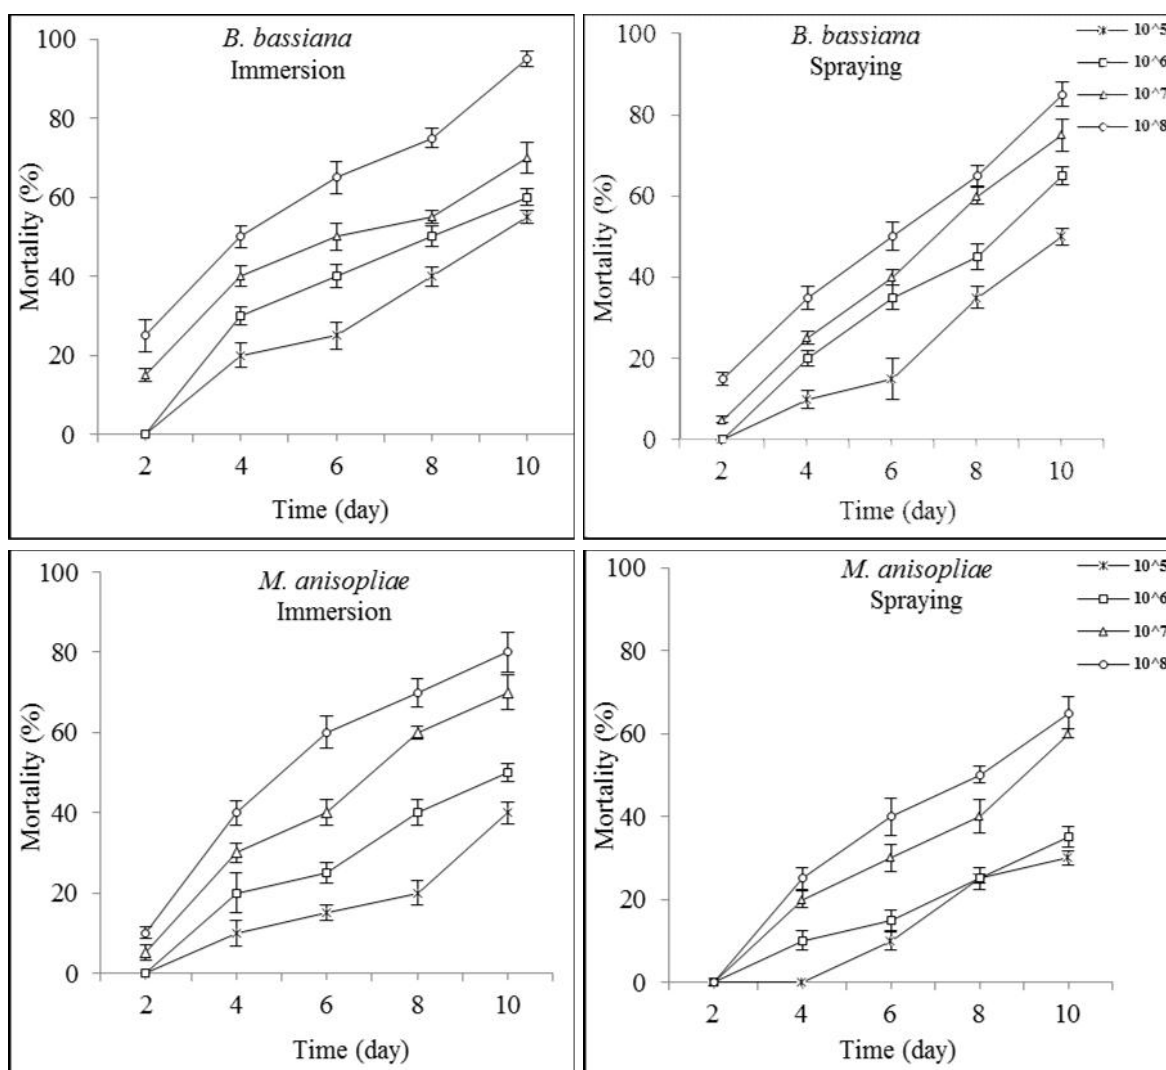 B. bassiana
Immersion
Mortality (%)
100
80
60
40
20
0
2 4 6 8 10
Time (day)
B. bassiana
Spraying
Mortality (%)
100
80
60
40
20
0
2 4 6 8 10
Time (day)
10^5
10^6
10^7
10^8
M. anisopliae
Immersion
Mortality (%)
100
80
60
40
20
0
2 4 6 8 10
Time (day)
M. anisopliae
Spraying
Mortality (%)
100
80
60
40
20
0
2 4 6 8 10
Time (day)
10^5
10^6
10^7
10^8